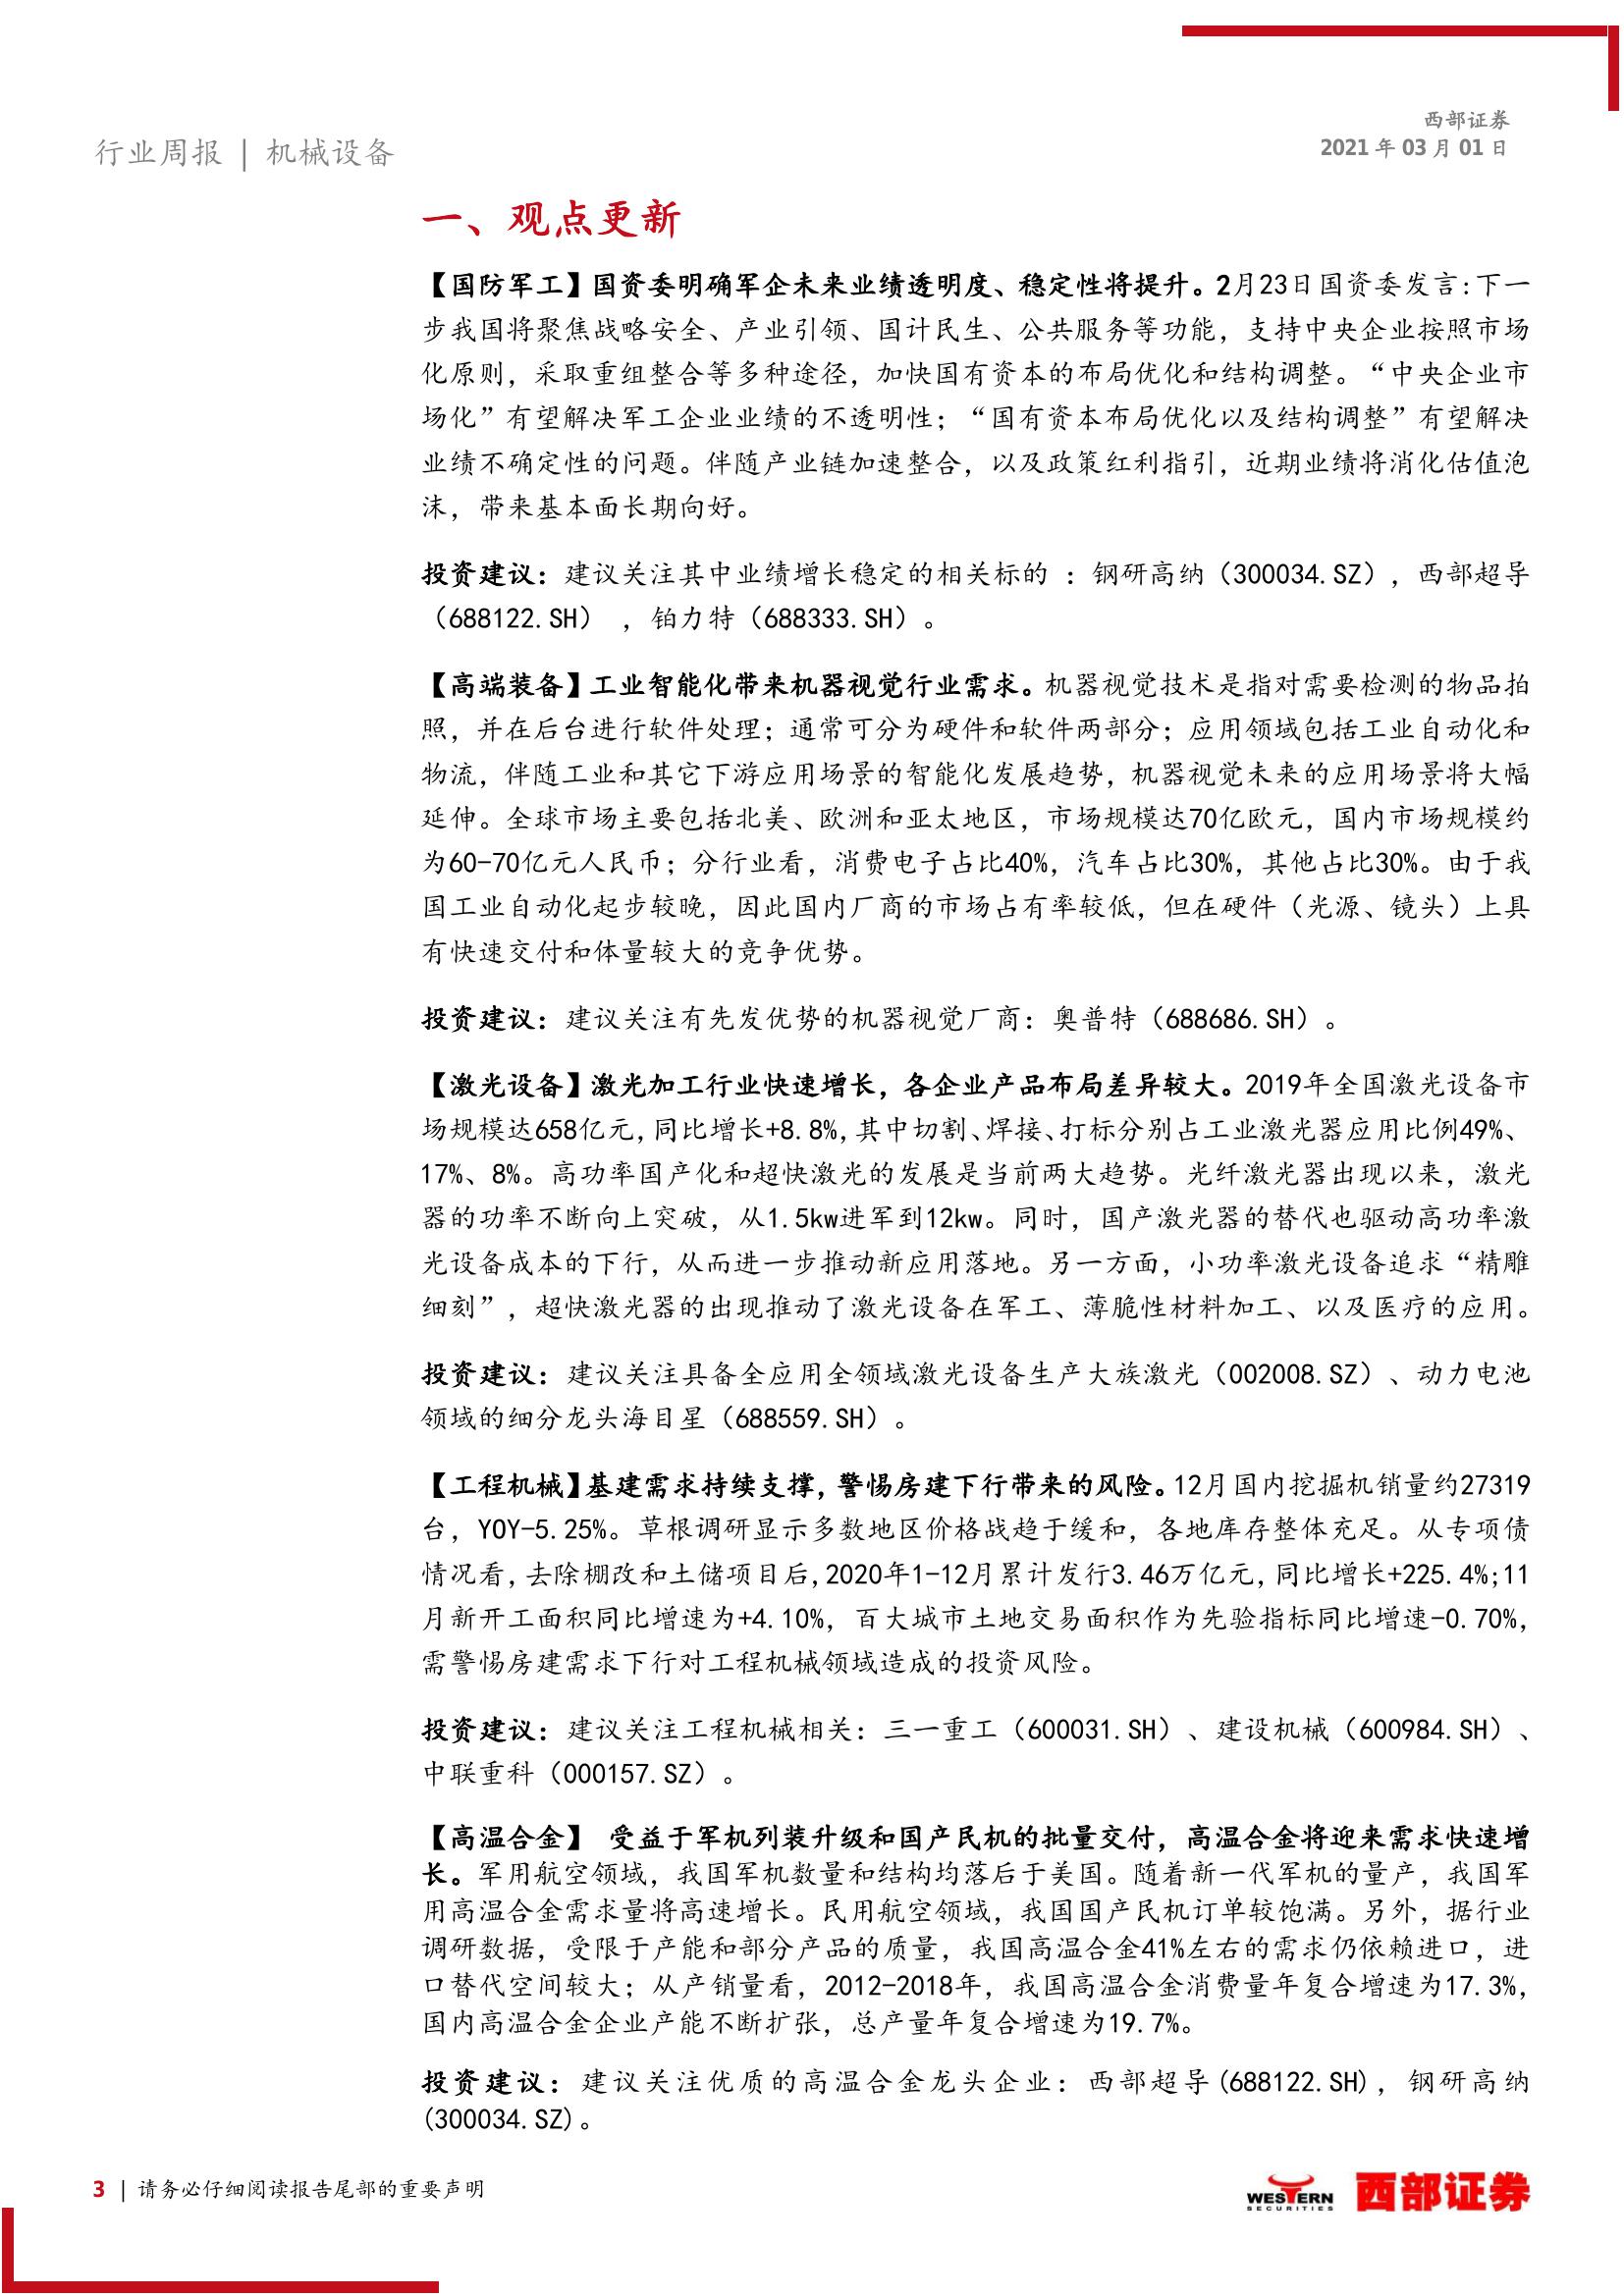 西部证券
2021 年 03 月 01 日
行业周报 | 机械设备
一、观点更新
【国防军工】国资委明确军企未来业绩透明度、稳定性将提升。2月23日国资委发言:下一
步我国将聚焦战略安全、产业引领、国计民生、公共服务等功能，支持中央企业按照市场
化原则，采取重组整合等多种途径，加快国有资本的布局优化和结构调整。“中央企业市
场化”有望解决军工企业业绩的不透明性；“国有资本布局优化以及结构调整”有望解决
业绩不确定性的问题。伴随产业链加速整合，以及政策红利指引，近期业绩将消化估值泡
沫，带来基本面长期向好。
投资建议：建议关注其中业绩增长稳定的相关标的 ：钢研高纳（300034.SZ），西部超导
（688122.SH） ，铂力特（688333.SH）。
【高端装备】工业智能化带来机器视觉行业需求。机器视觉技术是指对需要检测的物品拍
照，并在后台进行软件处理；通常可分为硬件和软件两部分；应用领域包括工业自动化和
物流，伴随工业和其它下游应用场景的智能化发展趋势，机器视觉未来的应用场景将大幅
延伸。全球市场主要包括北美、欧洲和亚太地区，市场规模达70亿欧元，国内市场规模约
为60-70亿元人民币；分行业看，消费电子占比40%，汽车占比30%，其他占比30%。由于我
国工业自动化起步较晚，因此国内厂商的市场占有率较低，但在硬件（光源、镜头）上具
有快速交付和体量较大的竞争优势。
投资建议：建议关注有先发优势的机器视觉厂商：奥普特（688686.SH）。
【激光设备】激光加工行业快速增长，各企业产品布局差异较大。2019年全国激光设备市
场规模达658亿元,同比增长+8.8%,其中切割、焊接、打标分别占工业激光器应用比例49%、
17%、8%。高功率国产化和超快激光的发展是当前两大趋势。光纤激光器出现以来，激光
器的功率不断向上突破，从1.5kw进军到12kw。同时，国产激光器的替代也驱动高功率激
光设备成本的下行，从而进一步推动新应用落地。另一方面，小功率激光设备追求“精雕
细刻”，超快激光器的出现推动了激光设备在军工、薄脆性材料加工、以及医疗的应用。
投资建议：建议关注具备全应用全领域激光设备生产大族激光（002008.SZ）、动力电池
领域的细分龙头海目星（688559.SH）。
【工程机械】基建需求持续支撑,警惕房建下行带来的风险。12月国内挖掘机销量约27319
台，YOY-5.25%。草根调研显示多数地区价格战趋于缓和，各地库存整体充足。从专项债
情况看,去除棚改和土储项目后,2020年1-12月累计发行3.46万亿元,同比增长+225.4%;11
月新开工面积同比增速为+4.10%，百大城市土地交易面积作为先验指标同比增速-0.70%,
需警惕房建需求下行对工程机械领域造成的投资风险。
投资建议：建议关注工程机械相关：三一重工（600031.SH）、建设机械（600984.SH）、
中联重科（000157.SZ）。
【高温合金】 受益于军机列装升级和国产民机的批量交付，高温合金将迎来需求快速增
长。军用航空领域，我国军机数量和结构均落后于美国。随着新一代军机的量产，我国军
用高温合金需求量将高速增长。民用航空领域，我国国产民机订单较饱满。另外，据行业
调研数据，受限于产能和部分产品的质量，我国高温合金41%左右的需求仍依赖进口，进
口替代空间较大；从产销量看，2012-2018年，我国高温合金消费量年复合增速为17.3%,
国内高温合金企业产能不断扩张，总产量年复合增速为19.7%。
投资建议：建议关注优质的高温合金龙头企业：西部超导(688122.SH)，钢研高纳
(300034.SZ)。
3 | 请务必仔细阅读报告尾部的重要声明
WESTERN
SECURITIES
西部证券